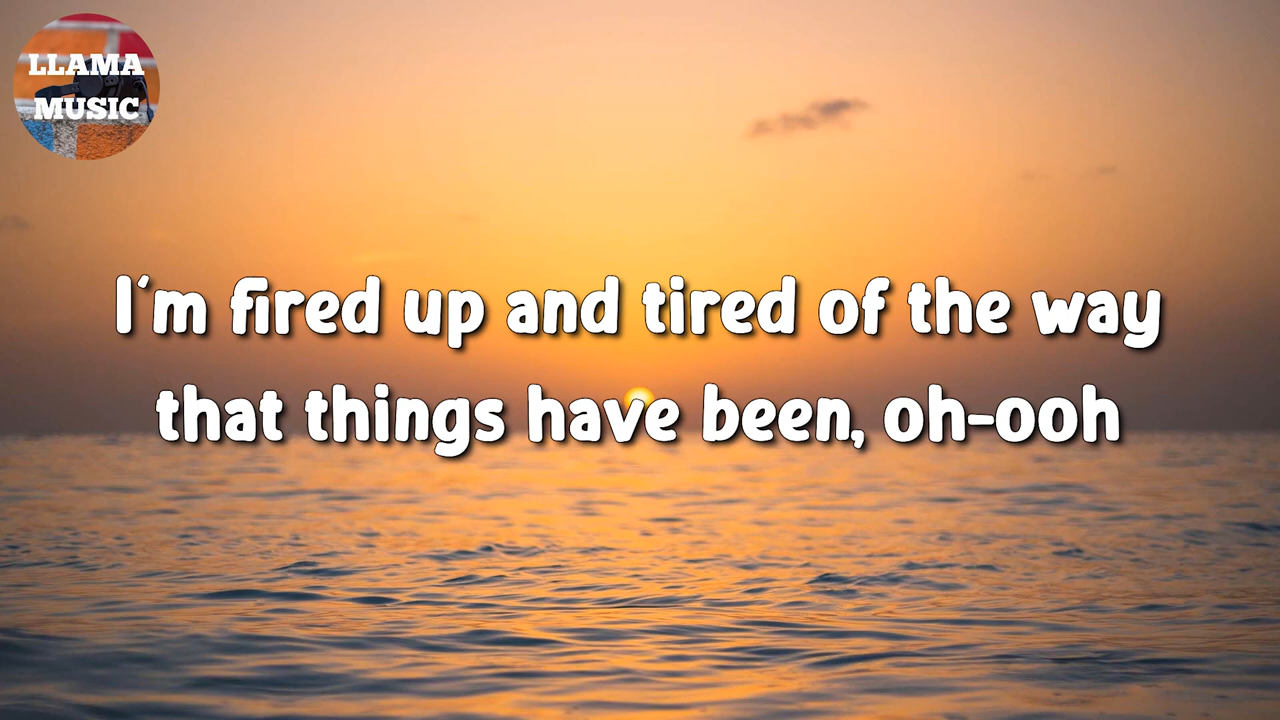 LLAMA
MUSIC
I'm fired up and tired of the way
that things have been, oh-ooh